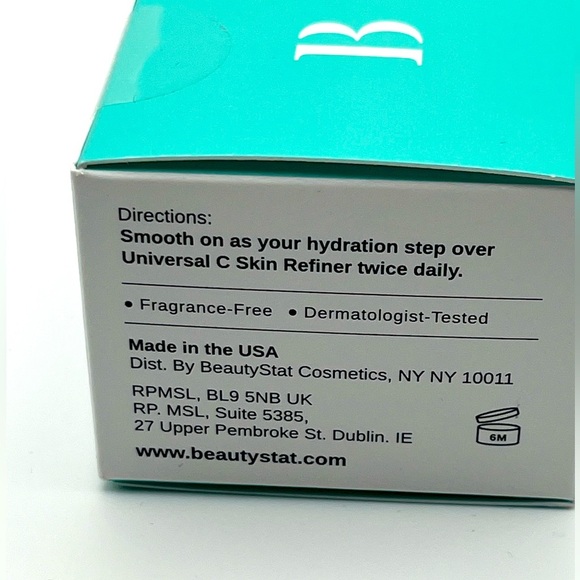 B
Directions:
Smooth on as your hydration step over
Universal C Skin Refiner twice daily.
• Fragrance-Free • Dermatologist-Tested
Made in the USA
Dist. By BeautyStat Cosmetics, NY NY 10011
RPMSL, BL9 5NB UK
RP. MSL, Suite 5385,
27 Upper Pembroke St. Dublin. IE
6M
www.beautystat.com